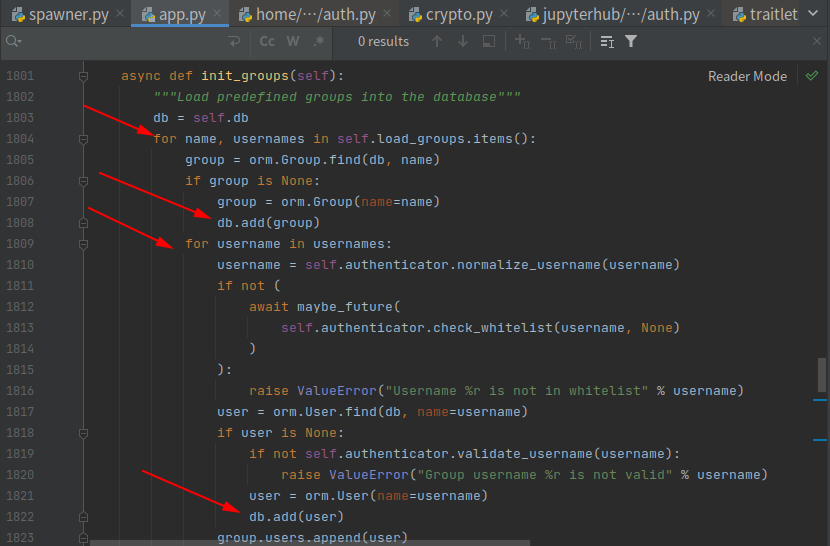 spawner.py × app.py × home/···/auth.py × crypto.py × jupyterhub/···/auth.py × traitlet
Cc W .* 0 results
Reader Mode
1801 async def init_groups(self):
1802 """Load predefined groups into the database"""
1803 db = self.db
1804 for name, usernames in self.load_groups.items():
1805 group = orm.Group.find(db, name)
1806 if group is None:
1807 group = orm.Group(name=name)
1808 db.add(group)
1809 for username in usernames:
1810 username = self.authenticator.normalize_username(username)
1811 if not (
1812 await maybe_future(
1813 self.authenticator.check_whitelist(username, None)
1814 )
1815 ):
1816 raise ValueError("Username %r is not in whitelist" % username)
1817 user = orm.User.find(db, name=username)
1818 if user is None:
1819 if not self.authenticator.validate_username(username):
1820 raise ValueError("Group username %r is not valid" % username)
1821 user = orm.User(name=username)
1822 db.add(user)
1823 group.users.append(user)